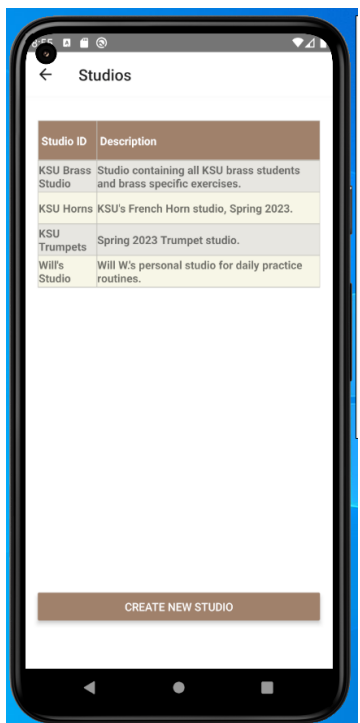 8:55
Studios
Studio ID Description
KSU Brass Studio containing all KSU brass students
Studio and brass specific exercises.
KSU Horns KSU's French Horn studio, Spring 2023.
KSU
Trumpets Spring 2023 Trumpet studio.
Will's Will W.'s personal studio for daily practice
Studio routines.
CREATE NEW STUDIO